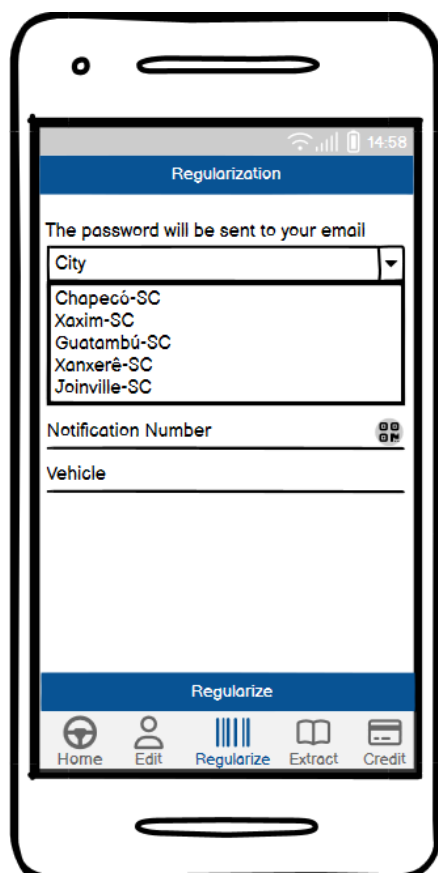 14:58
Regularization
The password will be sent to your email
City
Chapecó-SC
Xaxim-SC
Guatambú-SC
Xanxerê-SC
Joinville-SC
Notification Number
Vehicle
Regularize
Home Edit Regularize Extract Credit